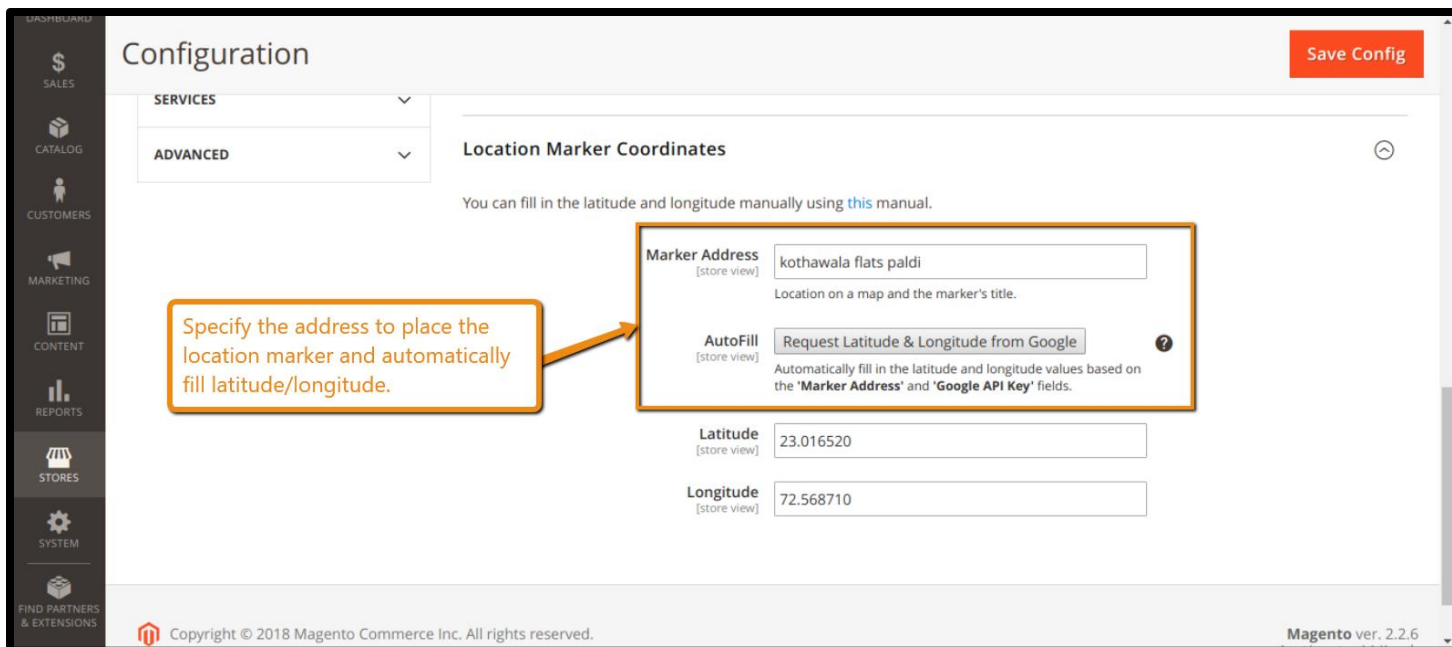 DASHBOARD
SALES
CATALOG
CUSTOMERS
MARKETING
CONTENT
REPORTS
STORES
SYSTEM
FIND PARTNERS
& EXTENSIONS
Configuration
Save Config
SERVICES
ADVANCED
Location Marker Coordinates
You can fill in the latitude and longitude manually using this manual.
Marker Address
[store view]
kothawala flats paldi
Location on a map and the marker's title.
Specify the address to place the
location marker and automatically
fill latitude/longitude.
AutoFill
[store view]
Request Latitude & Longitude from Google
?
Automatically fill in the latitude and longitude values based on
the 'Marker Address' and 'Google API Key' fields.
Latitude
[store view]
23.016520
Longitude
[store view]
72.568710
Copyright © 2018 Magento Commerce Inc. All rights reserved.
Magento ver. 2.2.6